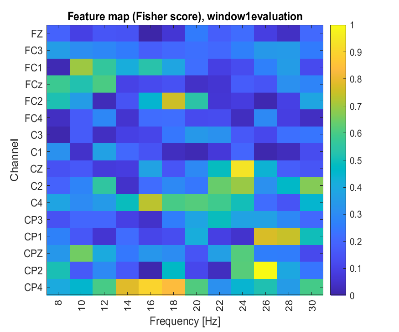 Feature map (Fisher score), window1evaluation
FZ
FC3
FC1
FCz
FC2
FC4
C3
C1
CZ
C2
C4
CP3
CP1
CPZ
CP2
CP4
Channel
8 10 12 14 16 18 20 22 24 26 28 30
Frequency [Hz]
1
0.9
0.8
0.7
0.6
0.5
0.4
0.3
0.2
0.1
0